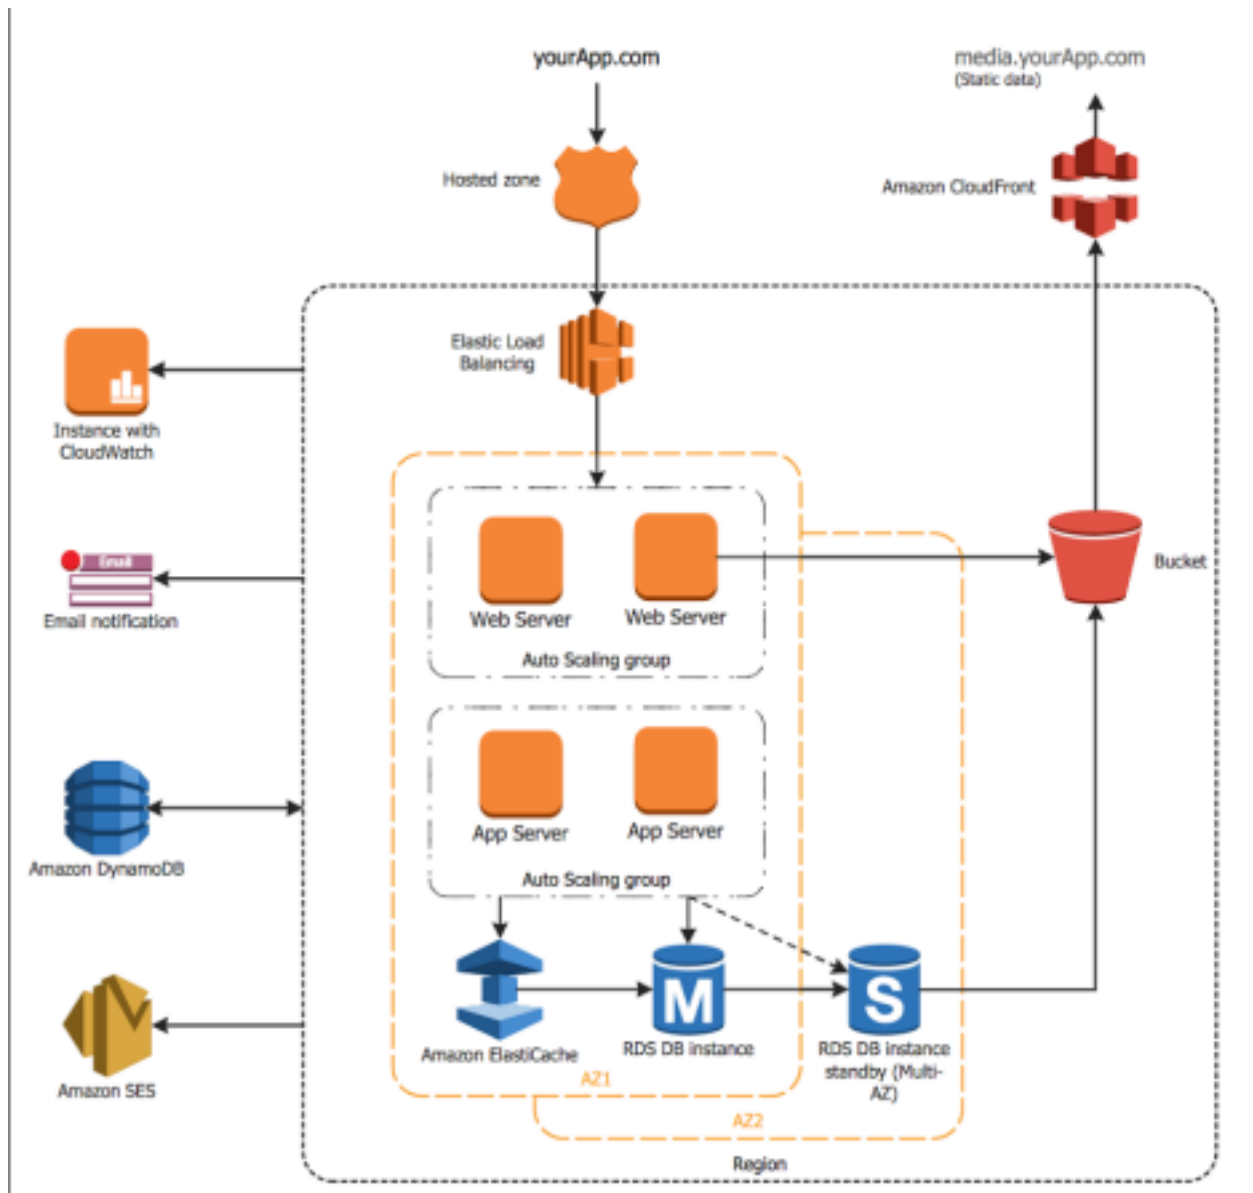 yourApp.com
media.yourApp.com
(Static data)
Hosted zone
Amazon CloudFront
Elastic Load
Balancing
Instance with
CloudWatch
Email
Email notification
Web Server
Web Server
Auto Scaling group
Bucket
App Server
App Server
Auto Scaling group
Amazon DynamoDB
M
S
Amazon ElastiCache
RDS DB instance
RDS DB instance
standby (Multi-
AZ)
Amazon SES
AZ1
AZ2
Region